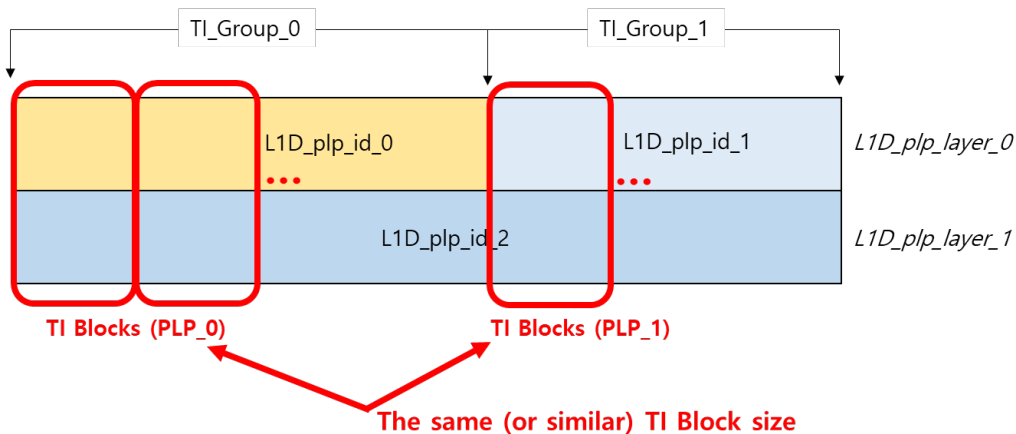 TI_Group_0
TI_Group_1
L1D_plp_id_0
L1D_plp_id_1
L1D_plp_layer_0
...
...
L1D_plp_id_2
L1D_plp_layer_1
TI Blocks (PLP_0)
TI Blocks (PLP_1)
The same (or similar) TI Block size